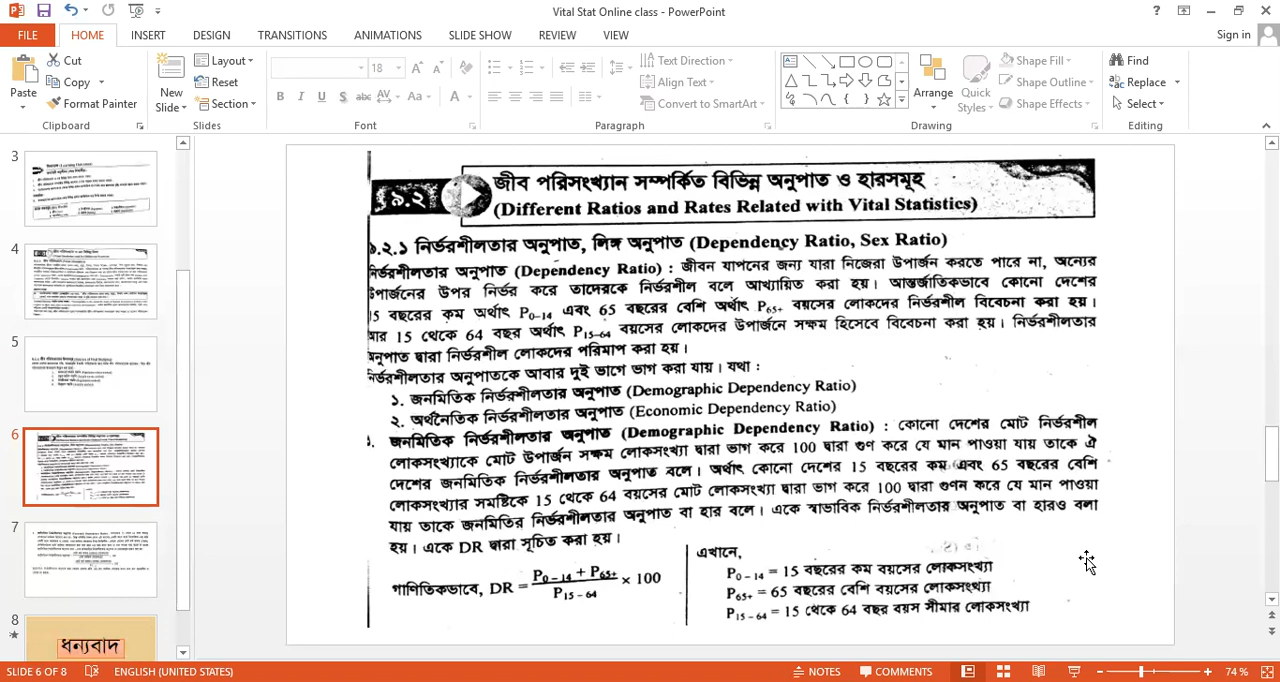 Vital Stat Online class - PowerPoint
Sign in
FILE HOME INSERT DESIGN TRANSITIONS ANIMATIONS SLIDE SHOW REVIEW VIEW
Paste
Cut
Copy
Format Painter
Clipboard
New Slide
Layout
Reset
Section
Slides
18
Font
Paragraph
Text Direction
Align Text
Convert to SmartArt
Arrange
Quick Styles
Shape Fill
Shape Outline
Shape Effects
Drawing
Find
Replace
Select
Editing
3
4
5
6
7
8
ধন্যবাদ
৯.২ জীব পরিসংখ্যান সম্পর্কিত বিভিন্ন অনুপাত ও হারসমূহ
(Different Ratios and Rates Related with Vital Statistics)
৯.২.১ নির্ভরশীলতার অনুপাত, লিঙ্গ অনুপাত (Dependency Ratio, Sex Ratio)
নির্ভরশীলতার অনুপাত (Dependency Ratio) : জীবন যাপনের জন্য যারা নিজেরা উপার্জন করতে পারে না, অন্যের
উপার্জনের উপর নির্ভর করে তাদেরকে নির্ভরশীল বলে আখ্যায়িত করা হয়। আন্তর্জাতিকভাবে কোনো দেশের
15 বছরের কম অর্থাৎ P0-14 এবং 65 বছরের বেশি অর্থাৎ P65+ বয়সের লোকদের নির্ভরশীল বিবেচনা করা হয়।
আর 15 থেকে 64 বছর অর্থাৎ P15-64 বয়সের লোকদের উপার্জনে সক্ষম হিসেবে বিবেচনা করা হয়। নির্ভরশীলতার
অনুপাত দ্বারা নির্ভরশীল লোকদের পরিমাপ করা হয়।
নির্ভরশীলতার অনুপাতকে আবার দুই ভাগে ভাগ করা যায়। যথা :
১. জনমিতিক নির্ভরশীলতার অনুপাত (Demographic Dependency Ratio)
২. অর্থনৈতিক নির্ভরশীলতার অনুপাত (Economic Dependency Ratio)
জনমিতিক নির্ভরশীলতার অনুপাত (Demographic Dependency Ratio) : কোনো দেশের মোট নির্ভরশীল
লোকসংখ্যাকে মোট উপার্জন সক্ষম লোকসংখ্যা দ্বারা ভাগ করে 100 দ্বারা গুণ করে যে মান পাওয়া যায় তাকে ঐ
দেশের জনমিতিক নির্ভরশীলতার অনুপাত বলে। অর্থাৎ কোনো দেশের 15 বছরের কম এবং 65 বছরের বেশি
লোকসংখ্যার সমষ্টিকে 15 থেকে 64 বয়সের মোট লোকসংখ্যা দ্বারা ভাগ করে 100 দ্বারা গুণন করে যে মান পাওয়া
যায় তাকে জনমিতির নির্ভরশীলতার অনুপাত বা হার বলে। একে স্বাভাবিক নির্ভরশীলতার অনুপাত বা হারও বলা
হয়। একে DR দ্বারা সূচিত করা হয়।
গাণিতিকভাবে, DR = (P0-14 + P65+) / P15-64 × 100
এখানে,
P0-14 = 15 বছরের কম বয়সের লোকসংখ্যা
P65+ = 65 বছরের বেশি বয়সের লোকসংখ্যা
P15-64 = 15 থেকে 64 বছর বয়স সীমার লোকসংখ্যা
SLIDE 6 OF 8 ENGLISH (UNITED STATES) NOTES COMMENTS 74 %